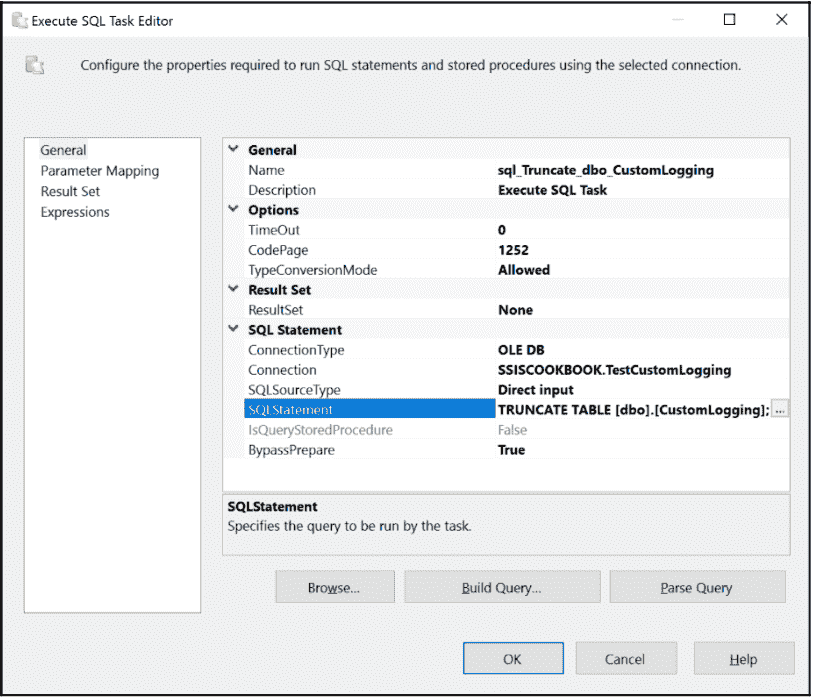 Execute SQL Task Editor
Configure the properties required to run SQL statements and stored procedures using the selected connection.
General
Parameter Mapping
Result Set
Expressions
General
Name sql_Truncate_dbo_CustomLogging
Description Execute SQL Task
Options
TimeOut 0
CodePage 1252
TypeConversionMode Allowed
Result Set
ResultSet None
SQL Statement
ConnectionType OLE DB
Connection SSISCOOKBOOK.TestCustomLogging
SQLSourceType Direct input
SQLStatement TRUNCATE TABLE [dbo].[CustomLogging]; ...
IsQueryStoredProcedure False
BypassPrepare True
SQLStatement
Specifies the query to be run by the task.
Browse... Build Query... Parse Query
OK Cancel Help